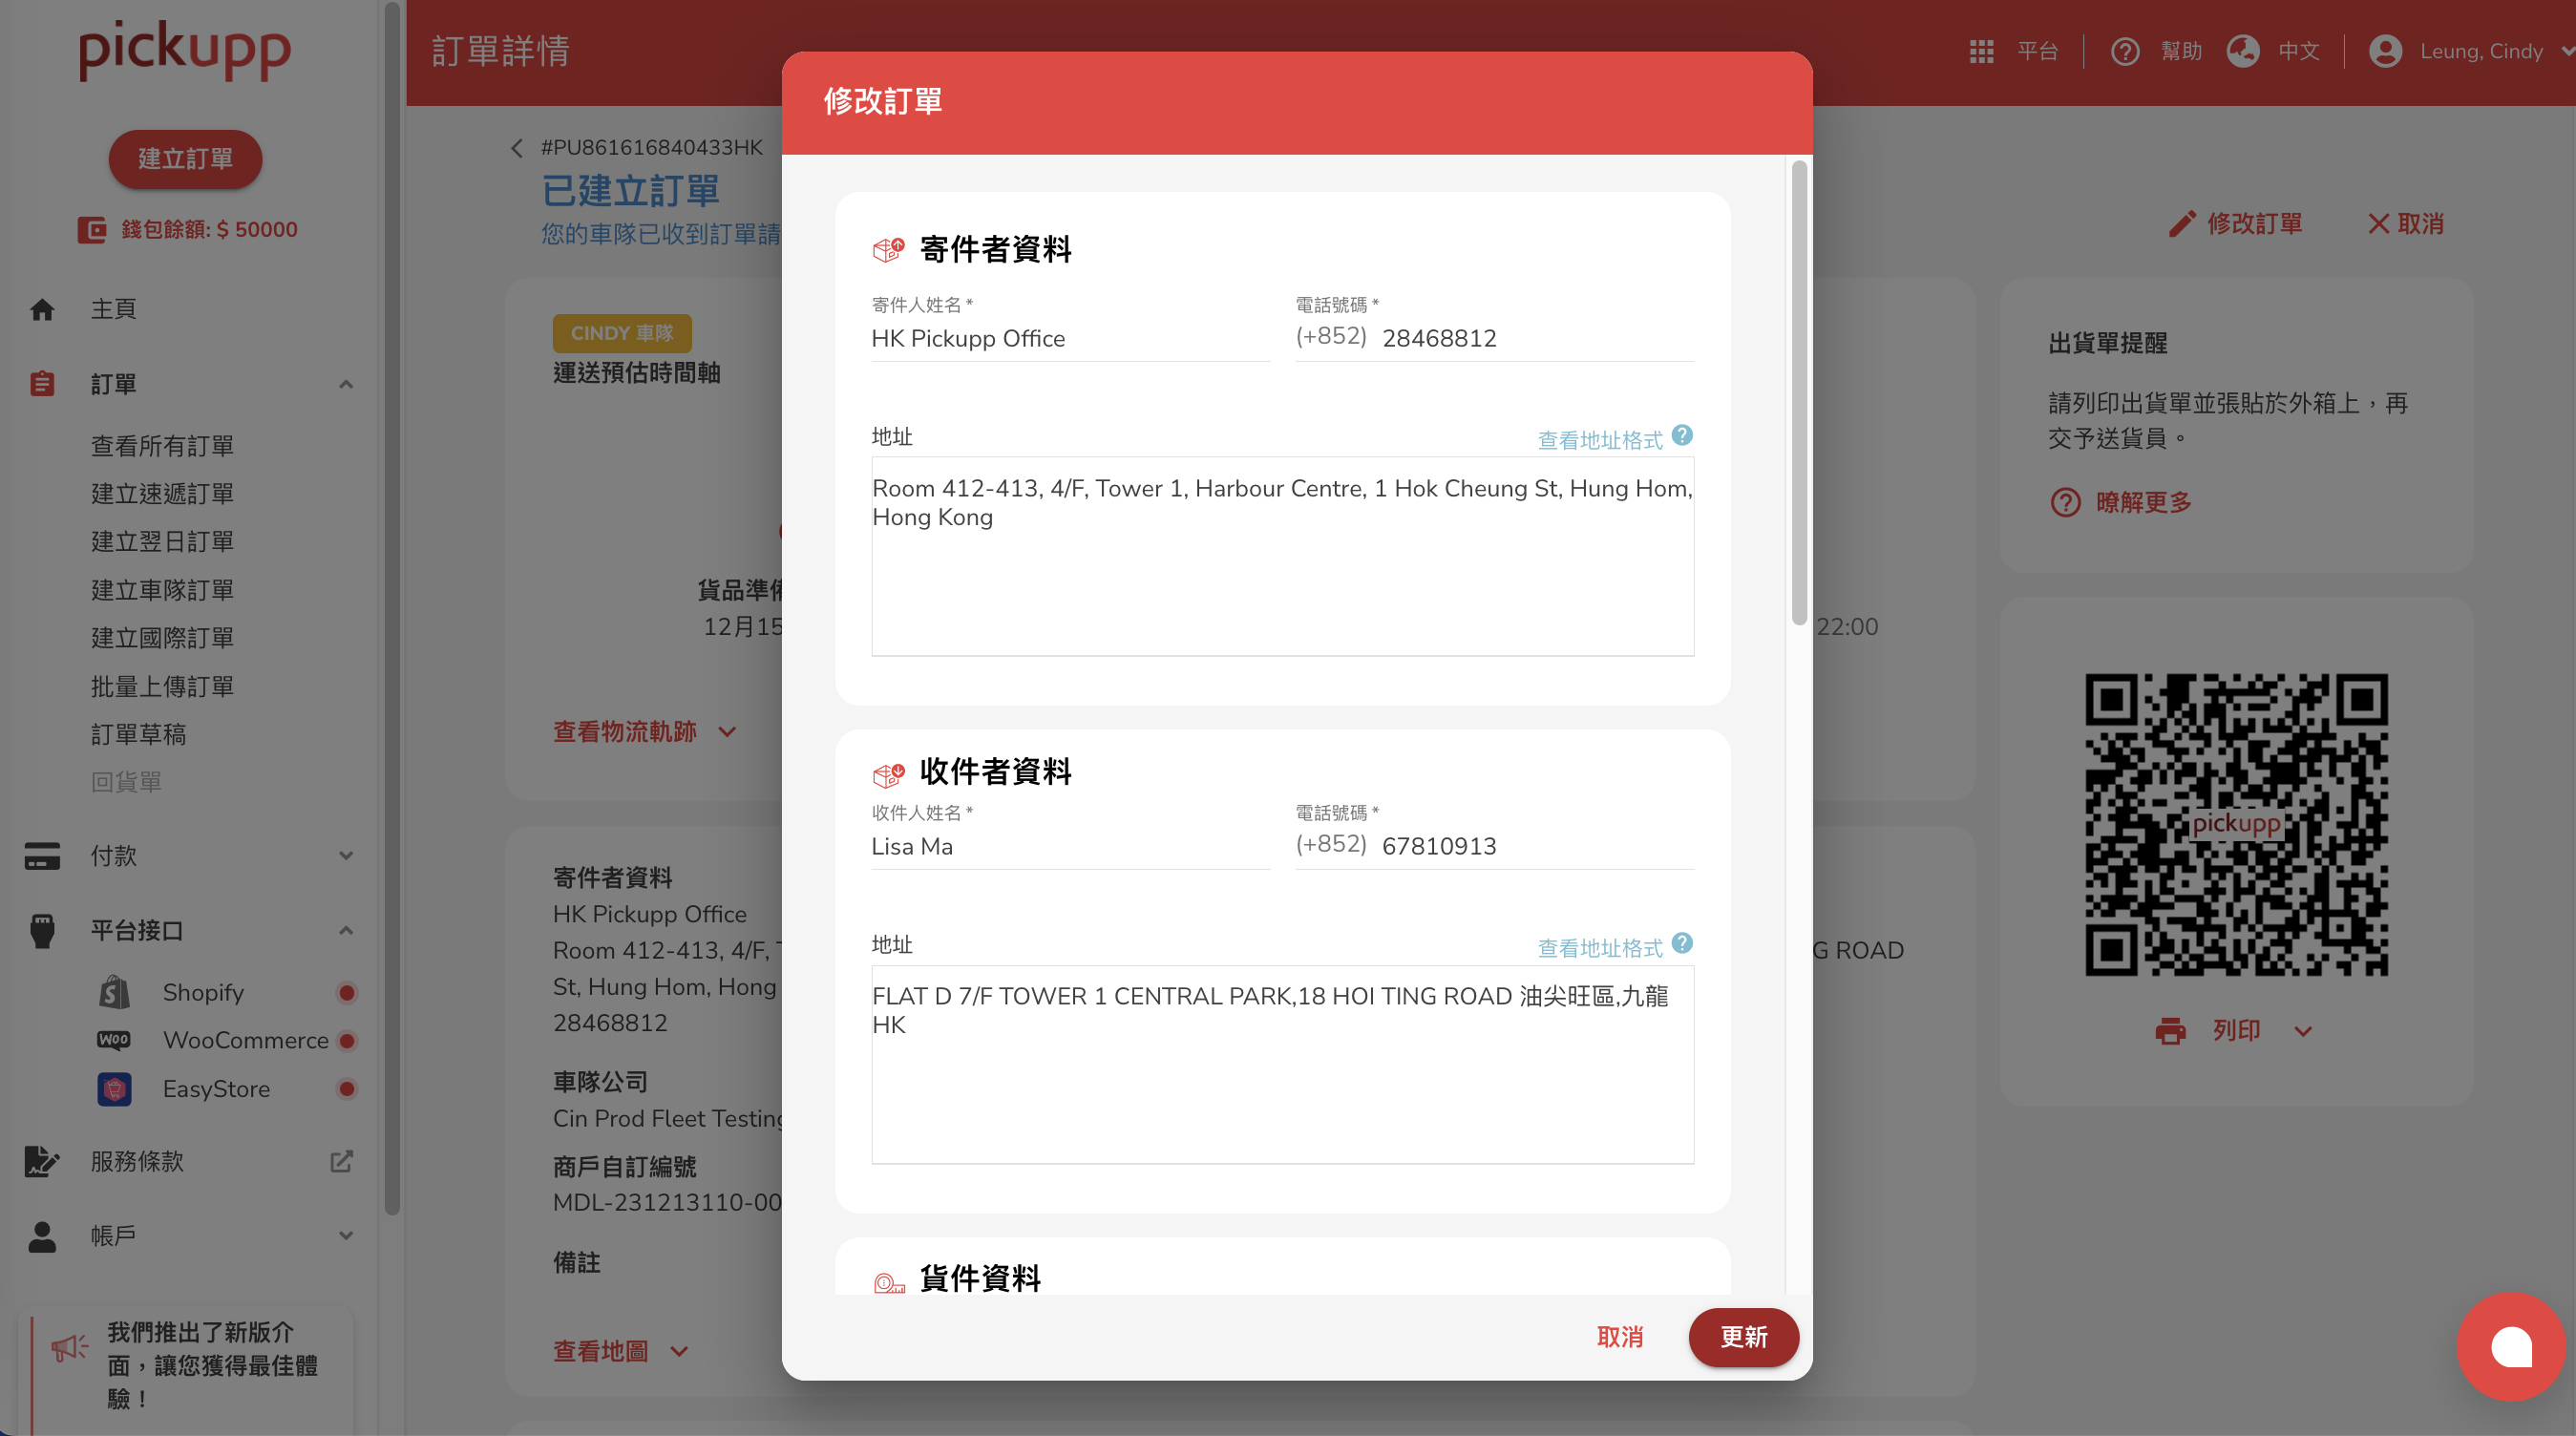 pickupp
建立訂單
錢包餘額: $ 50000
主頁
訂單
查看所有訂單
建立速遞訂單
建立翌日訂單
建立車隊訂單
建立國際訂單
批量上傳訂單
訂單草稿
回貨單
付款
平台接口
Shopify
WooCommerce
EasyStore
服務條款
帳戶
我們推出了新版介
面，讓您獲得最佳體
驗！
訂單詳情
平台
幫助
中文
Leung, Cindy
#PU861616840433HK
已建立訂單
您的車隊已收到訂單請
修改訂單
取消
CINDY 車隊
運送預估時間軸
貨品準備
12月15
22:00
查看物流軌跡
寄件者資料
HK Pickupp Office
Room 412-413, 4/F, T
St, Hung Hom, Hong
28468812
G ROAD
車隊公司
Cin Prod Fleet Testing
商戶自訂編號
MDL-231213110-00
備註
查看地圖
出貨單提醒
請列印出貨單並張貼於外箱上，再
交予送貨員。
瞭解更多
pickupp
列印
修改訂單
寄件者資料
寄件人姓名 *
電話號碼 *
HK Pickupp Office
(+852) 28468812
地址
查看地址格式
Room 412-413, 4/F, Tower 1, Harbour Centre, 1 Hok Cheung St, Hung Hom,
Hong Kong
收件者資料
收件人姓名 *
電話號碼 *
Lisa Ma
(+852) 67810913
地址
查看地址格式
FLAT D 7/F TOWER 1 CENTRAL PARK,18 HOI TING ROAD 油尖旺區,九龍
HK
貨件資料
取消
更新